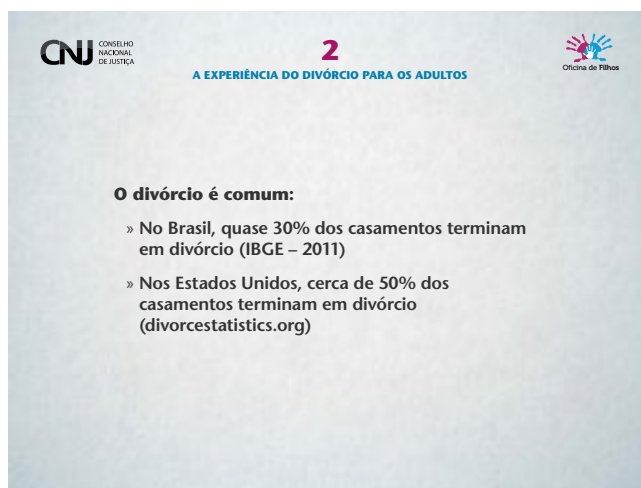 CNJ
CONSELHO
NACIONAL
DE JUSTIÇA
2
A EXPERIÊNCIA DO DIVÓRCIO PARA OS ADULTOS
Oficina de Filhos
O divórcio é comum:
» No Brasil, quase 30% dos casamentos terminam
em divórcio (IBGE – 2011)
» Nos Estados Unidos, cerca de 50% dos
casamentos terminam em divórcio
(divorcestatistics.org)